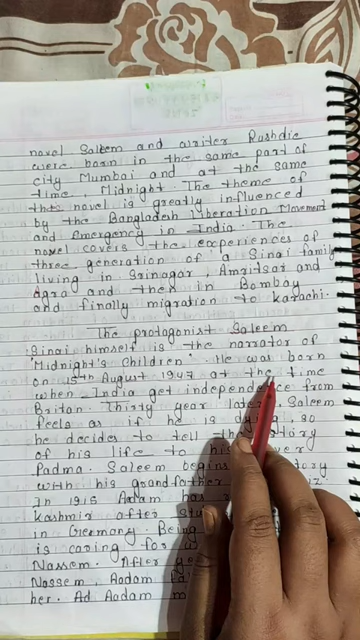 novel Saleem and writer Rushdie
were born in the same part of
city Mumbai and at the same
time, Midnight. The theme of
this novel is greatly influenced
by the Bangladesh Liberation Movement
and Emergency in India. The
novel covers the experiences of
three generation of a Sinai family
living in Srinagar, Amritsar and
agra and then in Bombay
and finally migration to karachi.
The protagonist Saleem
Sinai himself is the narrator of
"Midnight's Children". He was born
on 15th August 1947 at the time
when India get independence from
Britan. Thirty year later, Saleem
feels as if he is dying, so
he decides to tell the story
of his life to his lover
Padma. Saleem begins story
with his grandfather
In 1915 Aadam has
kashmir after
in Germany. Being
is caring for a
Nassem. After
Nassem, Aadam
her. Ad Aadam